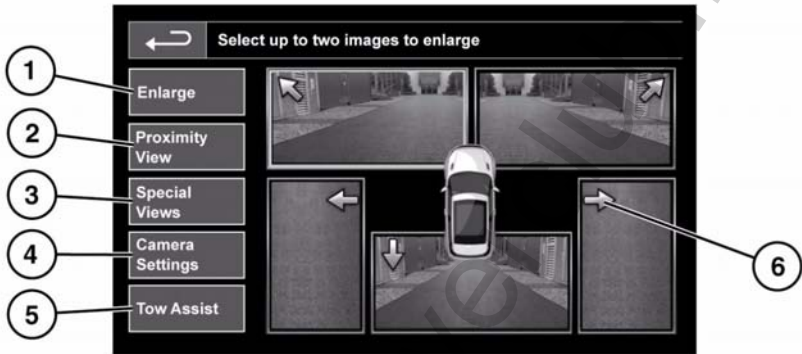 Select up to two images to enlarge
1
Enlarge
2
Proximity
View
3
Special
Views
4
Camera
Settings
5
Tow Assist
6